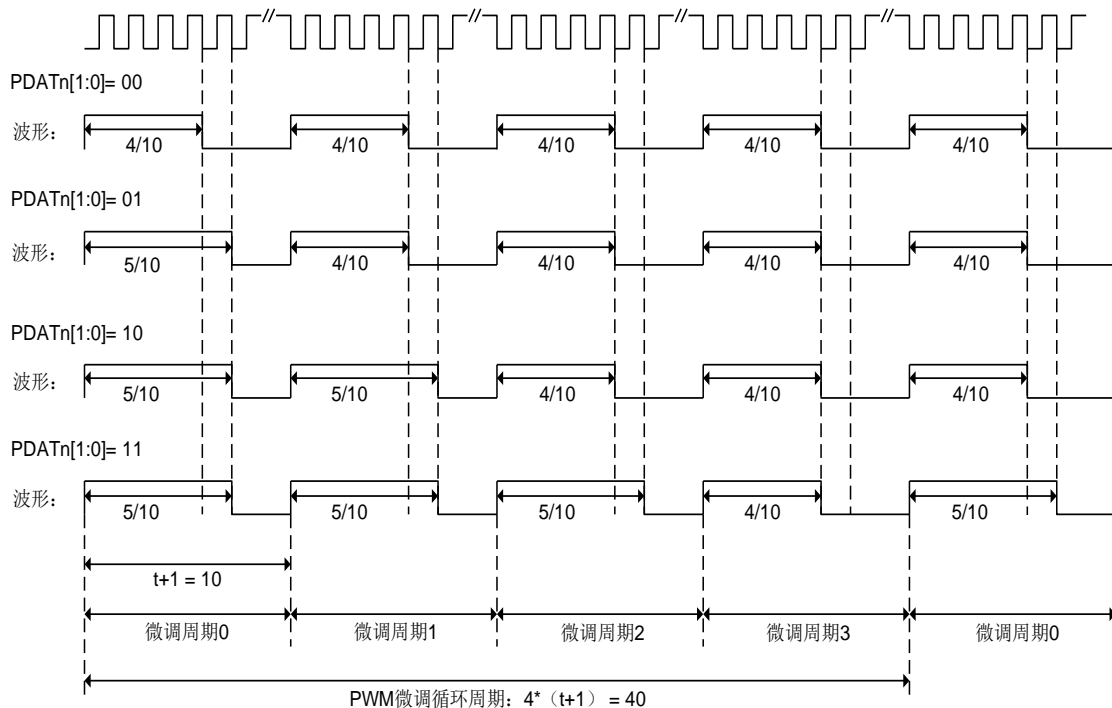 PDATn[1:0]= 00
波形：
4/10 4/10 4/10 4/10 4/10
PDATn[1:0]= 01
波形：
5/10 4/10 4/10 4/10 4/10
PDATn[1:0]= 10
波形：
5/10 5/10 4/10 4/10 4/10
PDATn[1:0]= 11
波形：
5/10 5/10 5/10 4/10 5/10
t+1 = 10
微调周期0 微调周期1 微调周期2 微调周期3 微调周期0
PWM微调循环周期：4*（t+1）= 40